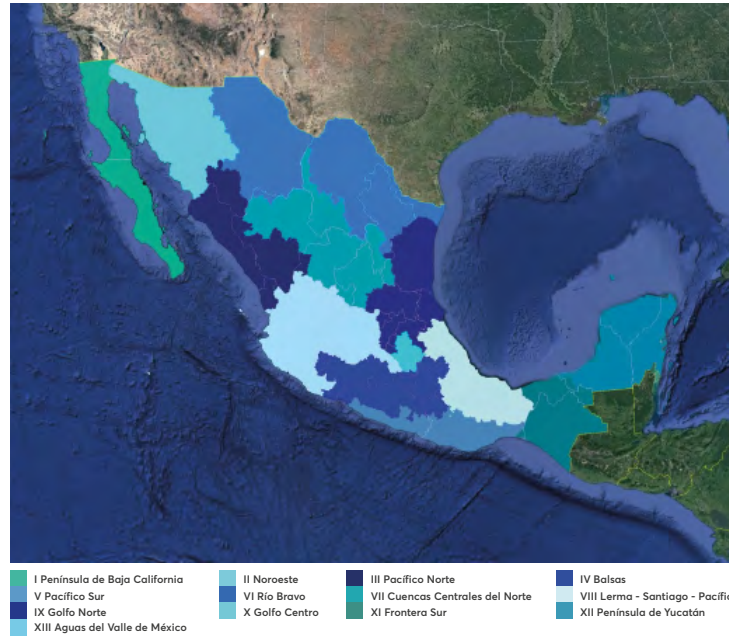 I Península de Baja California
II Noroeste
III Pacífico Norte
IV Balsas
V Pacífico Sur
VI Río Bravo
VII Cuencas Centrales del Norte
VIII Lerma - Santiago - Pacífic
IX Golfo Norte
X Golfo Centro
XI Frontera Sur
XII Península de Yucatán
XIII Aguas del Valle de México